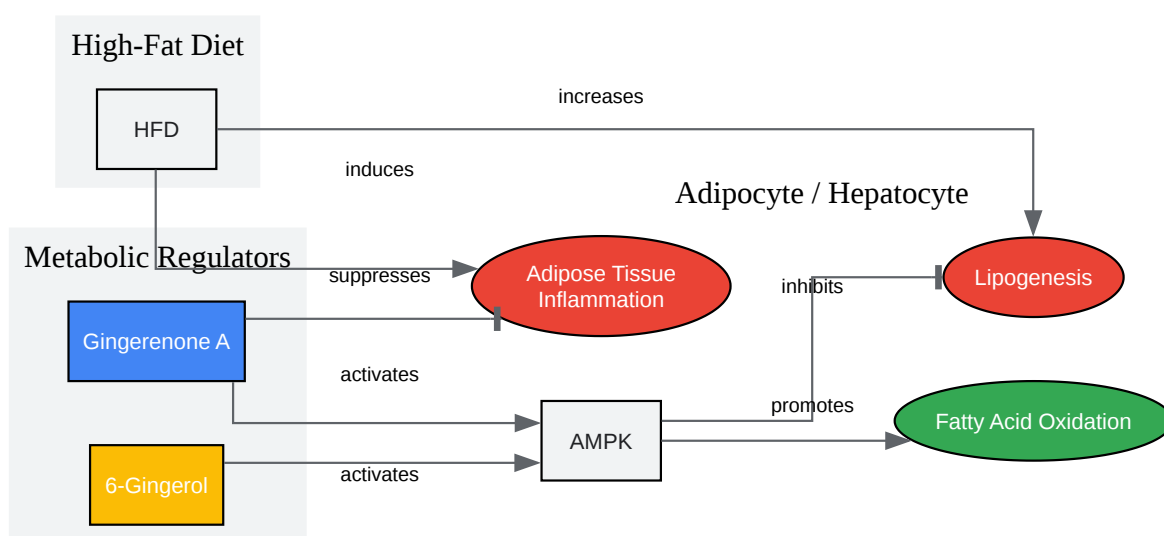 High-Fat Diet
HFD
increases
induces
Adipocyte / Hepatocyte
Metabolic Regulators
suppresses
Adipose Tissue
Inflammation
inhibits
Lipogenesis
Gingerenone A
activates
promotes
AMPK
Fatty Acid Oxidation
6-Gingerol
activates